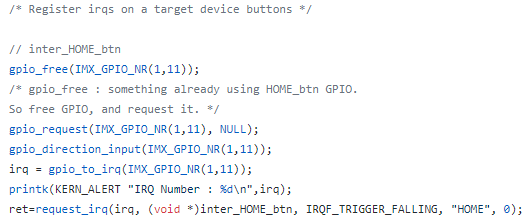 /* Register irqs on a target device buttons */
// inter_HOME_btn
gpio_free(IMX_GPIO_NR(1,11));
/* gpio_free : something already using HOME_btn GPIO.
So free GPIO, and request it. */
gpio_request(IMX_GPIO_NR(1,11), NULL);
gpio_direction_input(IMX_GPIO_NR(1,11));
irq = gpio_to_irq(IMX_GPIO_NR(1,11));
printk(KERN_ALERT "IRQ Number : %d\n",irq);
ret=request_irq(irq, (void *)inter_HOME_btn, IRQF_TRIGGER_FALLING, "HOME", 0);